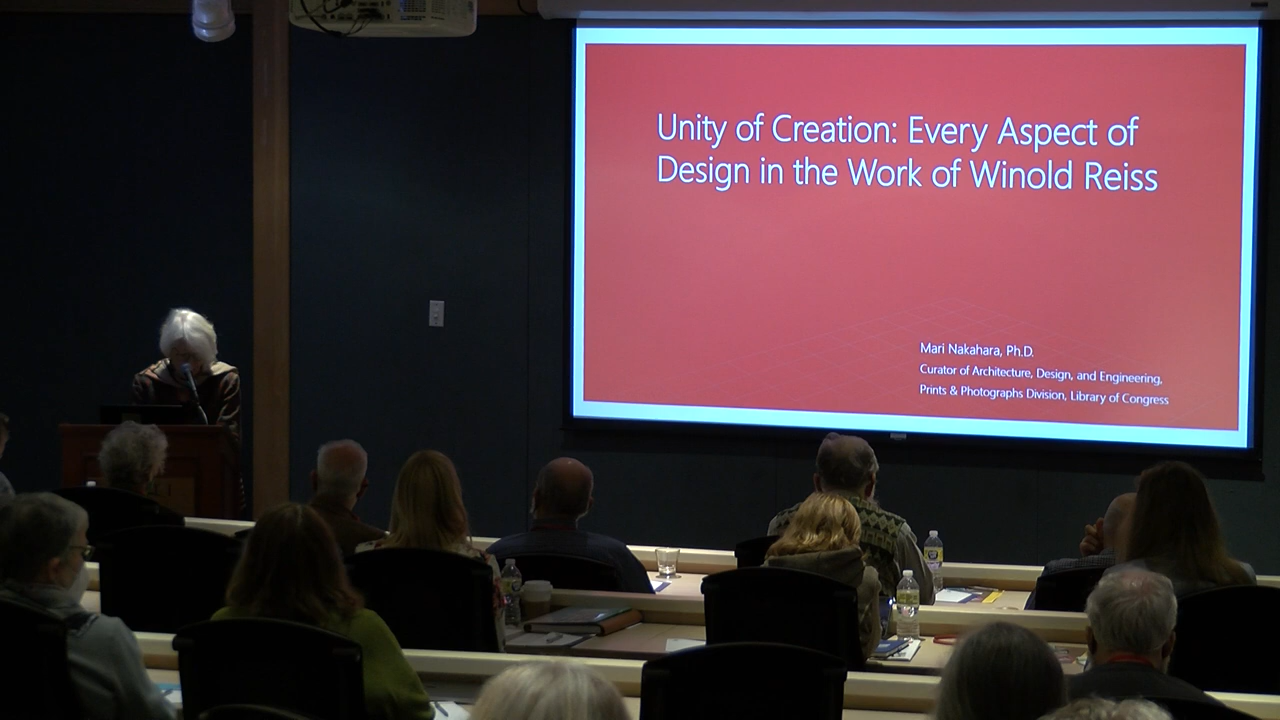 Unity of Creation: Every Aspect of
Design in the Work of Winold Reiss
Mari Nakahara, Ph.D.
Curator of Architecture, Design, and Engineering,
Prints & Photographs Division, Library of Congress